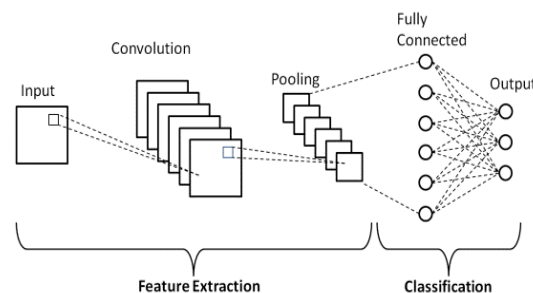 Input
Convolution
Pooling
Fully
Connected
Output
Feature Extraction
Classification